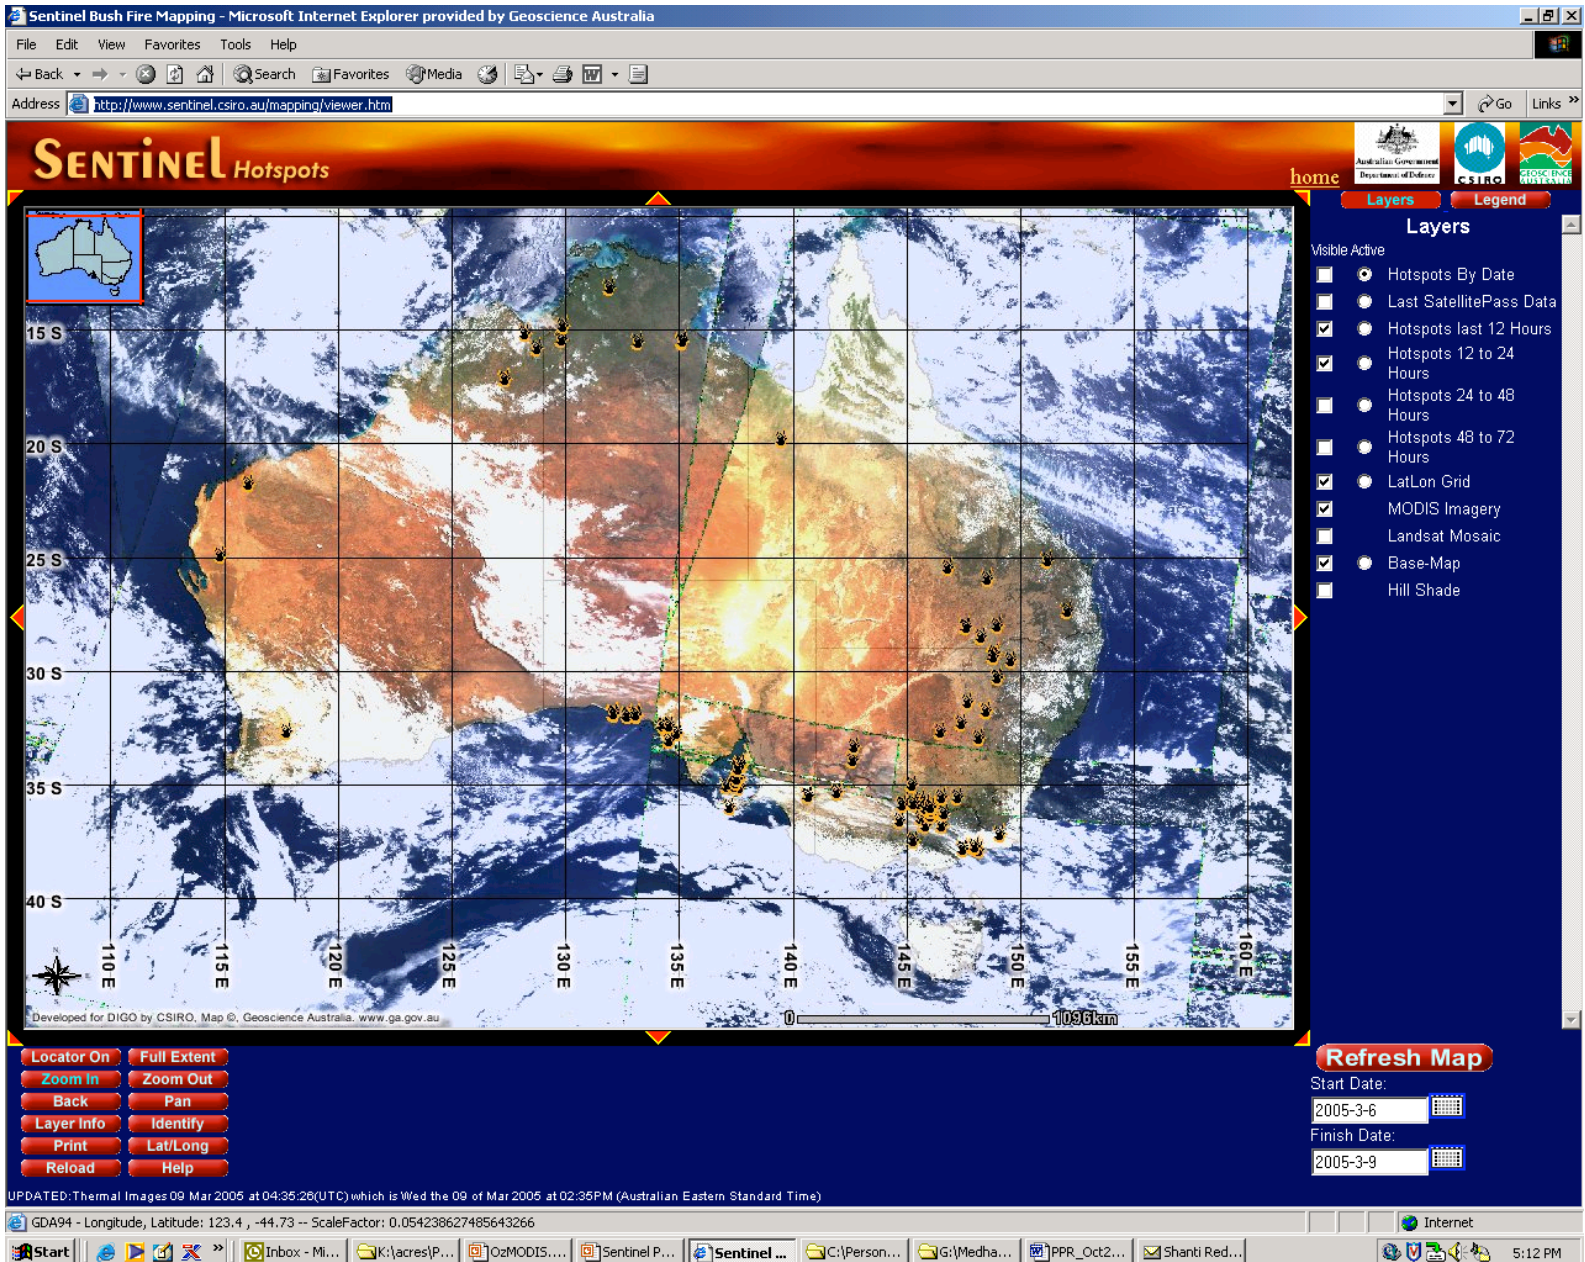 Sentinel Bush Fire Mapping - Microsoft Internet Explorer provided by Geoscience Australia
File Edit View Favorites Tools Help
Back Search Favorites Media
Address http://www.sentinel.csiro.au/mapping/viewer.htm Go Links »
SENTINEL Hotspots
home
Australian Government
Department of Defence
CSIRO
GEOSCIENCE
AUSTRALIA
Layers Legend
Layers
Visible Active
Hotspots By Date
Last SatellitePass Data
Hotspots last 12 Hours
Hotspots 12 to 24
Hours
Hotspots 24 to 48
Hours
Hotspots 48 to 72
Hours
LatLon Grid
MODIS Imagery
Landsat Mosaic
Base-Map
Hill Shade
15 S
20 S
25 S
30 S
35 S
40 S
110 E 115 E 120 E 125 E 130 E 135 E 140 E 145 E 150 E 155 E 160 E
N
Developed for DIGO by CSIRO, Map ©, Geoscience Australia. www.ga.gov.au
0 1096km
Locator On Full Extent
Zoom In Zoom Out
Back Pan
Layer Info Identify
Print Lat/Long
Reload Help
Refresh Map
Start Date:
2005-3-6
Finish Date:
2005-3-9
UPDATED:Thermal Images 09 Mar 2005 at 04:35:26(UTC) which is Wed the 09 of Mar 2005 at 02:35PM (Australian Eastern Standard Time)
GDA94 - Longitude, Latitude: 123.4 , -44.73 -- ScaleFactor: 0.054238627485643266
Internet
Start » Inbox - Mi... K:\acres\P... OzMODIS.... Sentinel P... Sentinel ... C:\Person... G:\Medha... PPR_Oct2... Shanti Red... 5:12 PM